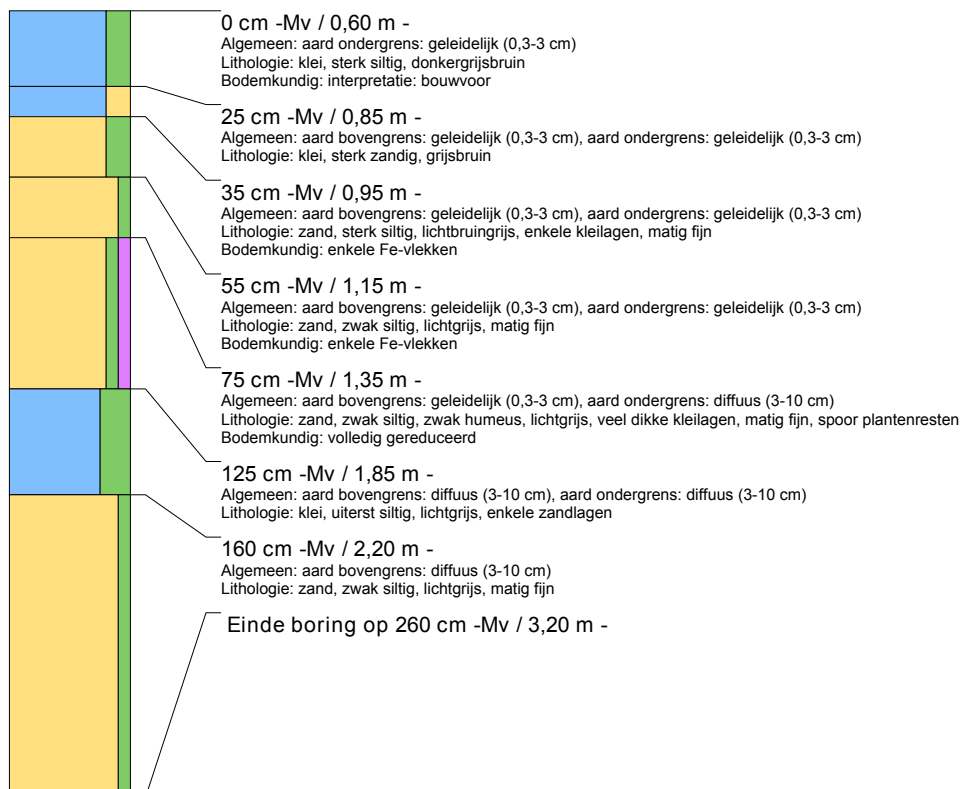 0 cm -Mv / 0,60 m -
Algemeen: aard ondergrens: geleidelijk (0,3-3 cm)
Lithologie: klei, sterk siltig, donkergrijsbruin
Bodemkundig: interpretatie: bouwvoor
25 cm -Mv / 0,85 m -
Algemeen: aard bovengrens: geleidelijk (0,3-3 cm), aard ondergrens: geleidelijk (0,3-3 cm)
Lithologie: klei, sterk zandig, grijsbruin
35 cm -Mv / 0,95 m -
Algemeen: aard bovengrens: geleidelijk (0,3-3 cm), aard ondergrens: geleidelijk (0,3-3 cm)
Lithologie: zand, sterk siltig, lichtbruingrijs, enkele kleilagen, matig fijn
Bodemkundig: enkele Fe-vlekken
55 cm -Mv / 1,15 m -
Algemeen: aard bovengrens: geleidelijk (0,3-3 cm), aard ondergrens: geleidelijk (0,3-3 cm)
Lithologie: zand, zwak siltig, lichtgrijs, matig fijn
Bodemkundig: enkele Fe-vlekken
75 cm -Mv / 1,35 m -
Algemeen: aard bovengrens: geleidelijk (0,3-3 cm), aard ondergrens: diffuus (3-10 cm)
Lithologie: zand, zwak siltig, zwak humeus, lichtgrijs, veel dikke kleilagen, matig fijn, spoor plantenresten
Bodemkundig: volledig gereduceerd
125 cm -Mv / 1,85 m -
Algemeen: aard bovengrens: diffuus (3-10 cm), aard ondergrens: diffuus (3-10 cm)
Lithologie: klei, uiterst siltig, lichtgrijs, enkele zandlagen
160 cm -Mv / 2,20 m -
Algemeen: aard bovengrens: diffuus (3-10 cm)
Lithologie: zand, zwak siltig, lichtgrijs, matig fijn
Einde boring op 260 cm -Mv / 3,20 m -